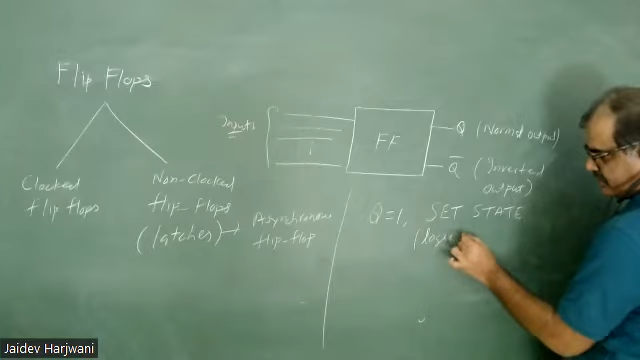 Flip Flops
Clocked
flip flops
Non-Clocked
flip-flops
(latches) → Asynchronous
flip-flop
Inputs
FF
Q (Normal output)
Q̅ (Inverted
output)
Q=1, SET STATE
Jaidev Harjwani